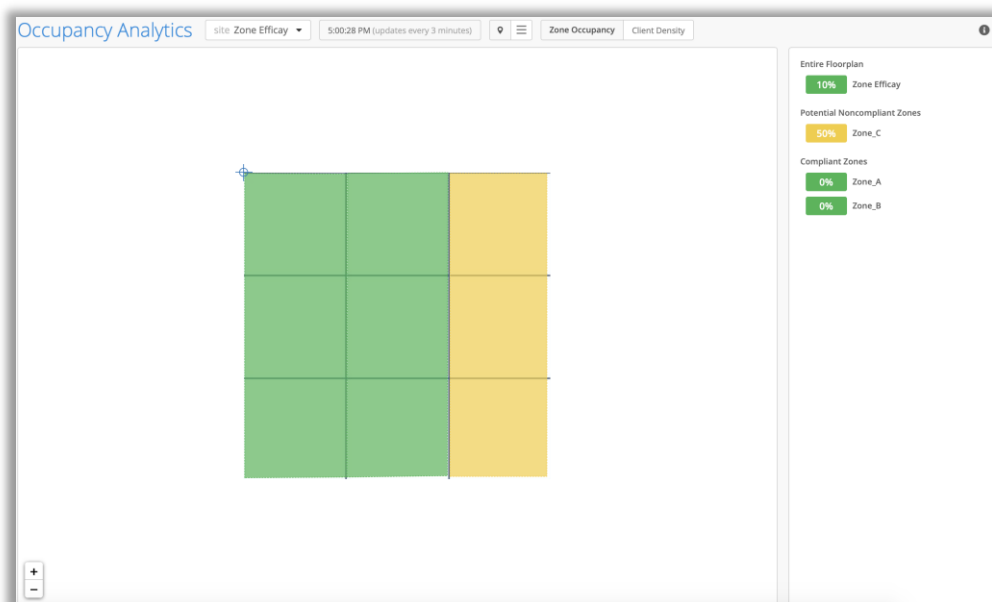 Occupancy Analytics
site Zone Efficay
5:00:28 PM (updates every 3 minutes)
Zone Occupancy
Client Density
Entire Floorplan
10% Zone Efficay
Potential Noncompliant Zones
50% Zone_C
Compliant Zones
0% Zone_A
0% Zone_B
+
−